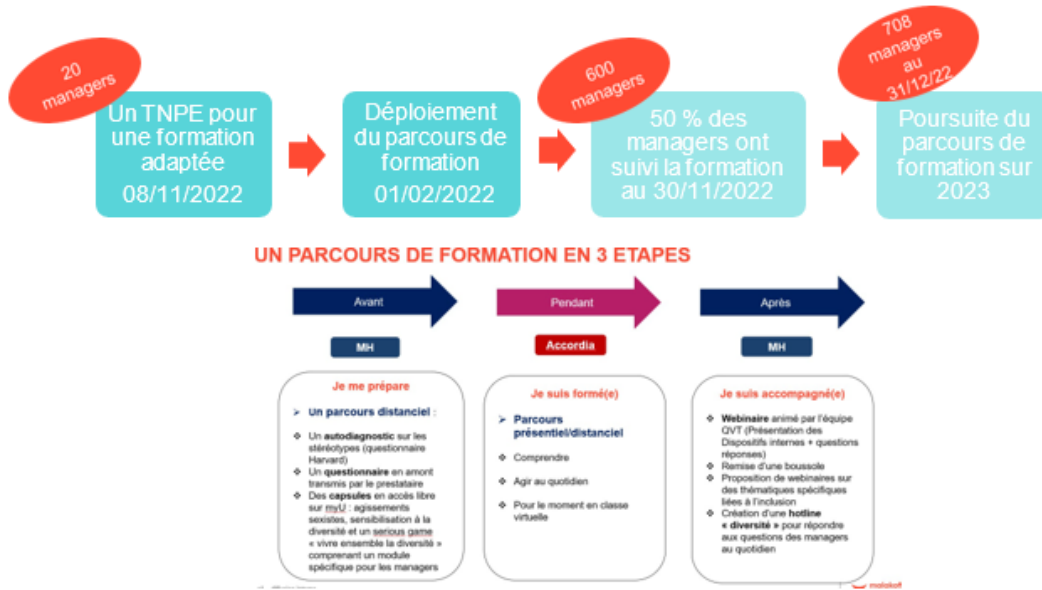 20
managers
Un TNPE pour
une formation
adaptée
08/11/2022
Déploiement
du parcours de
formation
01/02/2022
600
managers
50 % des
managers ont
suivi la formation
au 30/11/2022
708
managers
au
31/12/22
Poursuite du
parcours de
formation sur
2023
UN PARCOURS DE FORMATION EN 3 ETAPES
Avant
Pendant
Après
MH
Accordia
MH
Je me prépare
➤ Un parcours distanciel :
❖ Un autodiagnostic sur les
stéréotypes (questionnaire
Harvard)
❖ Un questionnaire en amont
transmis par le prestataire
❖ Des capsules en accès libre
sur myU : agissements
sexistes, sensibilisation à la
diversité et un serious game
« vivre ensemble la diversité »
comprenant un module
spécifique pour les managers
Je suis formé(e)
➤ Parcours
présentiel/distanciel
❖ Comprendre
❖ Agir au quotidien
❖ Pour le moment en classe
virtuelle
Je suis accompagné(e)
❖ Webinaire animé par l'équipe
QVT (Présentation des
Dispositifs internes + questions
réponses)
❖ Remise d'une boussole
❖ Proposition de webinaires sur
des thématiques spécifiques
liées à l'inclusion
❖ Création d'une hotline
« diversité » pour répondre
aux questions des managers
au quotidien
malakoff